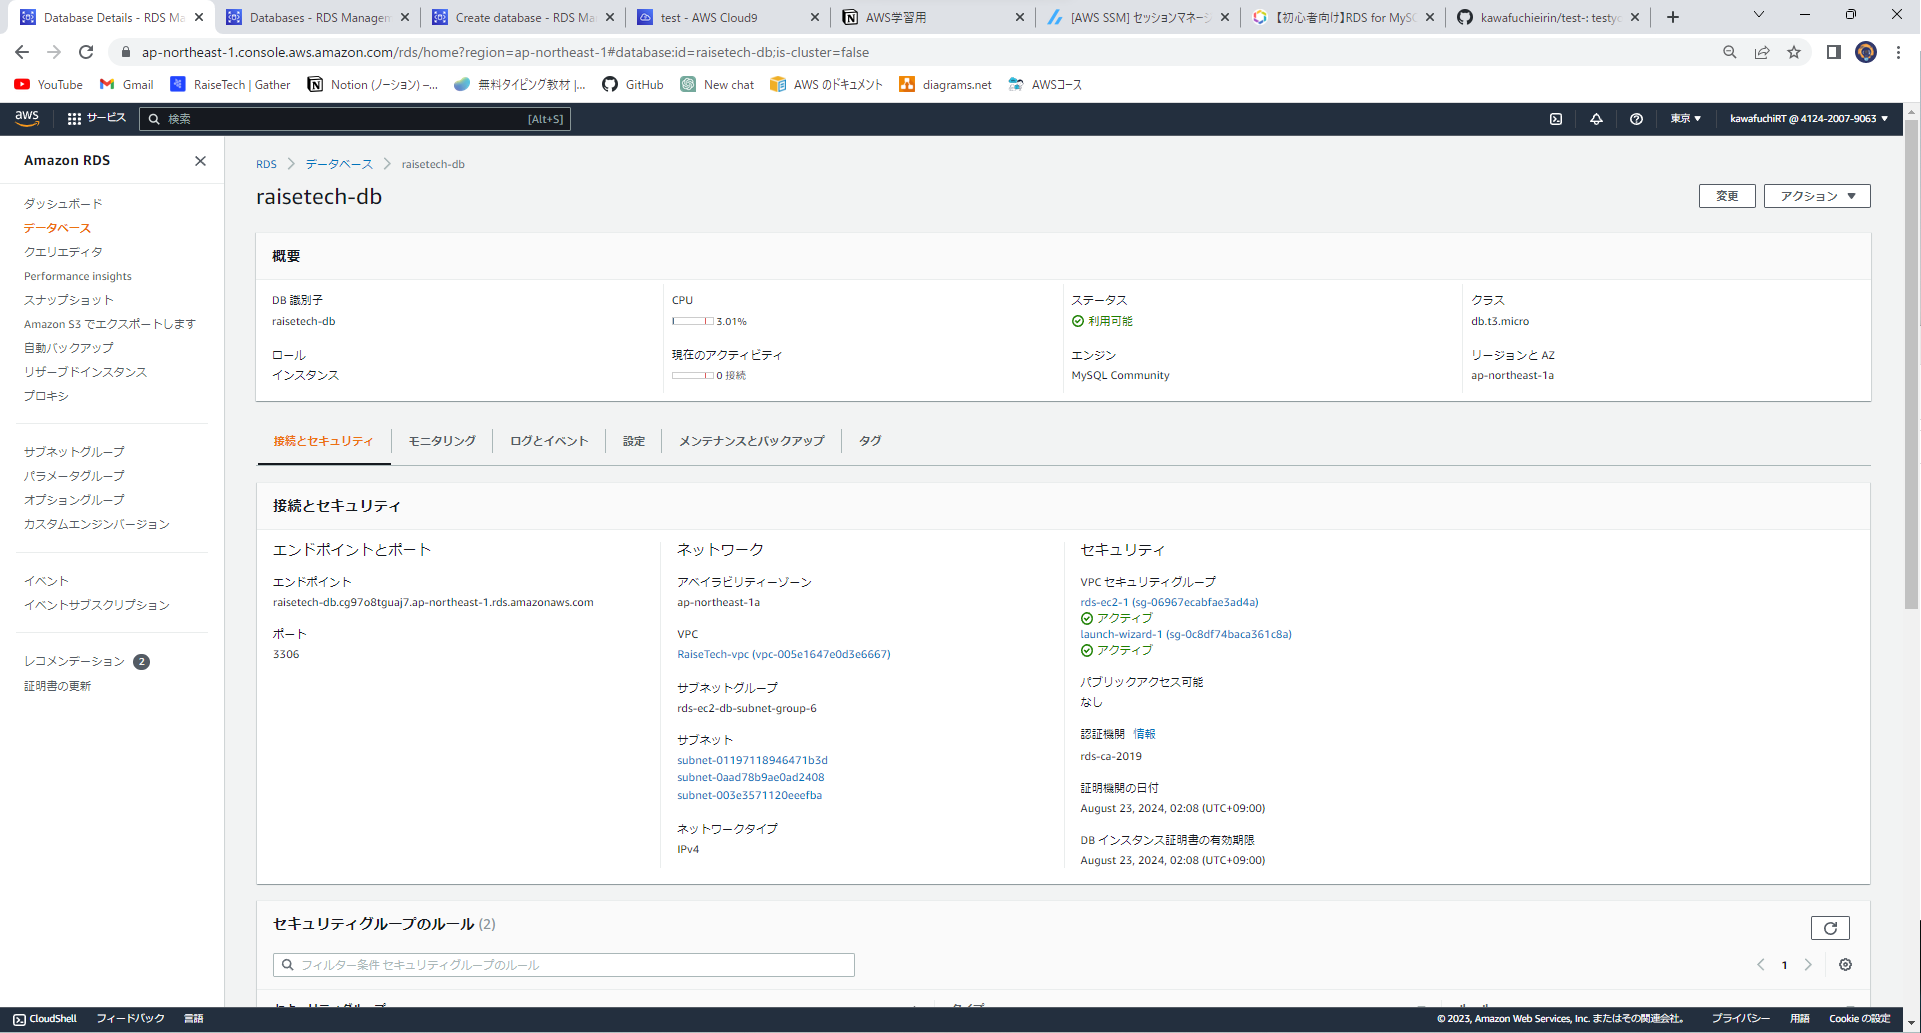 Database Details - RDS Ma
Databases - RDS Managem
Create database - RDS Ma
test - AWS Cloud9
AWS学習用
[AWS SSM] セッションマネージ
【初心者向け】RDS for MySQ
kawafuchieirin/test-: testyo
ap-northeast-1.console.aws.amazon.com/rds/home?region=ap-northeast-1#database:id=raisetech-db;is-cluster=false
YouTube
Gmail
RaiseTech | Gather
Notion (ノーション) –...
無料タイピング教材 |...
GitHub
New chat
AWS のドキュメント
diagrams.net
AWSコース
aws
サービス
検索
[Alt+S]
東京
kawafuchiRT @ 4124-2007-9063
Amazon RDS
ダッシュボード
データベース
クエリエディタ
Performance insights
スナップショット
Amazon S3 でエクスポートします
自動バックアップ
リザーブドインスタンス
プロキシ
サブネットグループ
パラメータグループ
オプショングループ
カスタムエンジンバージョン
イベント
イベントサブスクリプション
レコメンデーション 2
証明書の更新
RDS
データベース
raisetech-db
raisetech-db
変更
アクション
概要
DB 識別子
raisetech-db
ロール
インスタンス
CPU
3.01%
現在のアクティビティ
0 接続
ステータス
利用可能
エンジン
MySQL Community
クラス
db.t3.micro
リージョンと AZ
ap-northeast-1a
接続とセキュリティ
モニタリング
ログとイベント
設定
メンテナンスとバックアップ
タグ
接続とセキュリティ
エンドポイントとポート
エンドポイント
raisetech-db.cg97o8tguaj7.ap-northeast-1.rds.amazonaws.com
ポート
3306
ネットワーク
アベイラビリティーゾーン
ap-northeast-1a
VPC
RaiseTech-vpc (vpc-005e1647e0d3e6667)
サブネットグループ
rds-ec2-db-subnet-group-6
サブネット
subnet-01197118946471b3d
subnet-0aad78b9ae0ad2408
subnet-003e3571120eeefba
ネットワークタイプ
IPv4
セキュリティ
VPC セキュリティグループ
rds-ec2-1 (sg-06967ecabfae3ad4a)
アクティブ
launch-wizard-1 (sg-0c8df74baca361c8a)
アクティブ
パブリックアクセス可能
なし
認証機関 情報
rds-ca-2019
証明機関の日付
August 23, 2024, 02:08 (UTC+09:00)
DB インスタンス証明書の有効期限
August 23, 2024, 02:08 (UTC+09:00)
セキュリティグループのルール (2)
フィルター条件 セキュリティグループのルール
1
CloudShell
フィードバック
言語
© 2023, Amazon Web Services, Inc. またはその関連会社。
プライバシー
用語
Cookie の設定